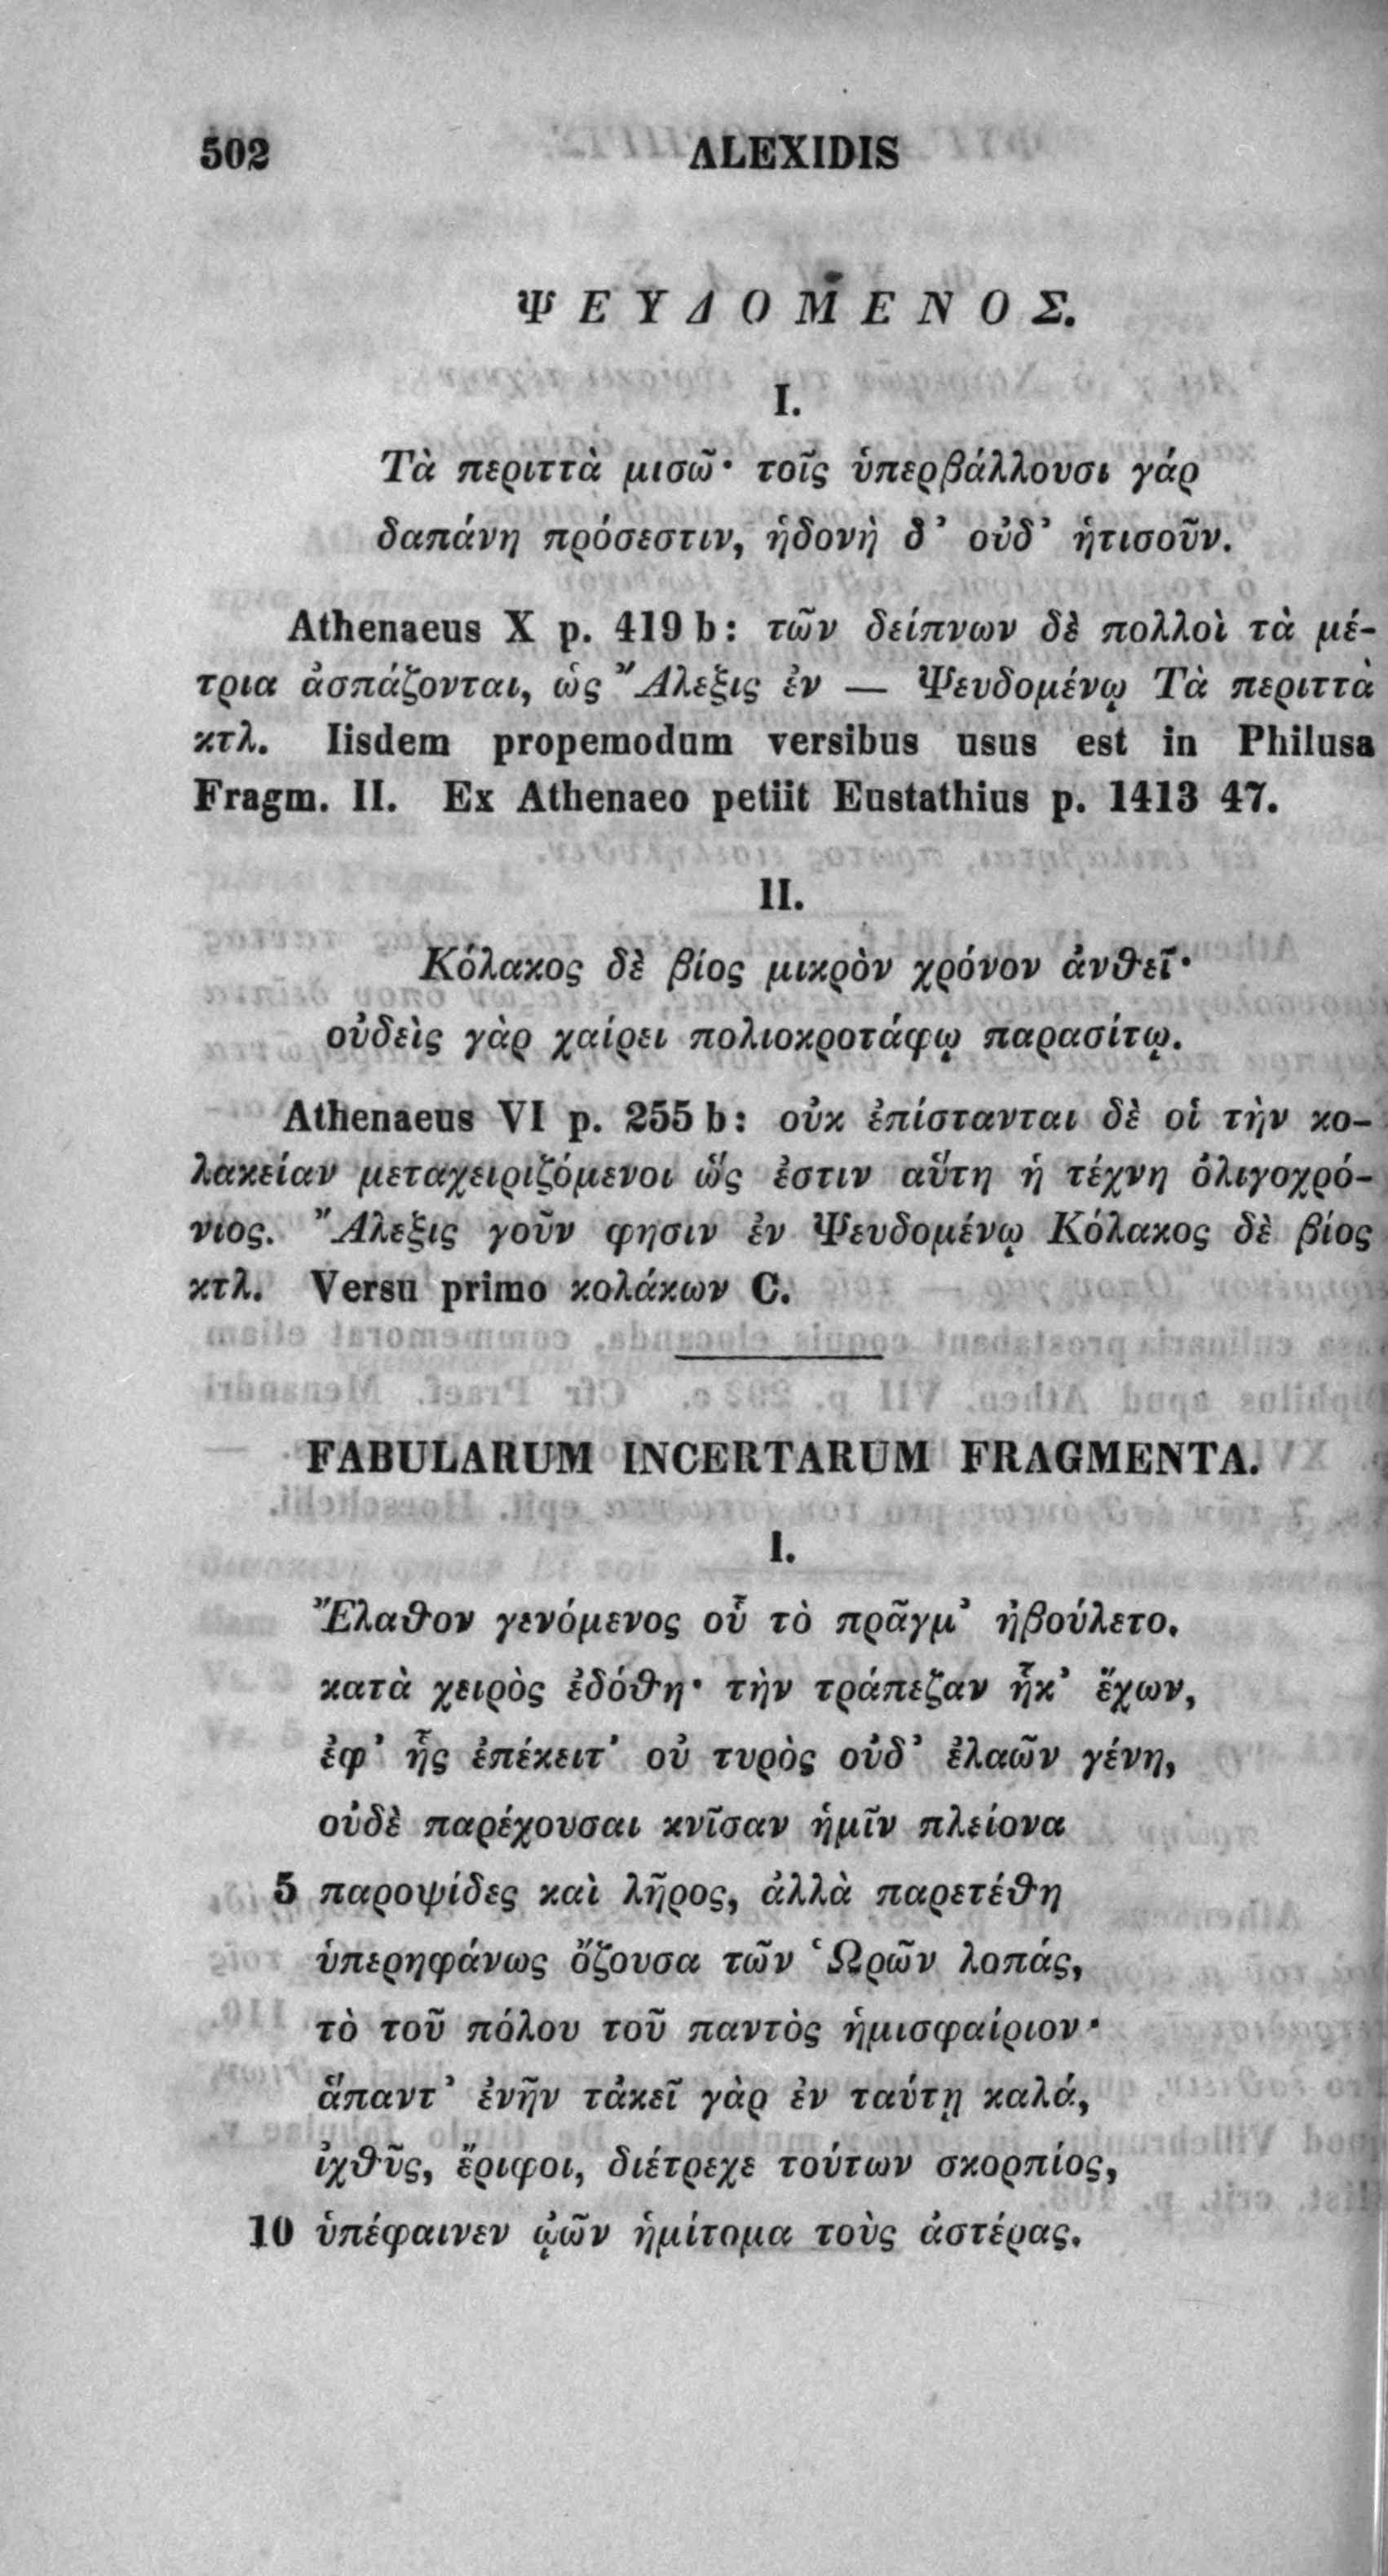 502 ALEXIDIS
ΨΕΥΔΟΜΕΝΟΣ.
I.
Τὰ περιττὰ μισῶ· τοῖς ὑπερβάλλουσι γάρ
δαπάνη πρόσεστιν, ἡδονὴ δ᾽ οὐδ᾽ ἡτισοῦν.
Athenaeus X p. 419 b: τῶν δείπνων δὲ πολλοὶ τὰ μέ-
τρια ἀσπάζονται, ὡς Ἄλεξις ἐν — Ψευδομένῳ Τὰ περιττὰ
κτλ. Iisdem propemodum versibus usus est in Philusa
Fragm. II. Ex Athenaeo petiit Eustathius p. 1413 47.
II.
Κόλακος δὲ βίος μικρὸν χρόνον ἀνθεῖ·
οὐδεὶς γὰρ χαίρει πολιοκροτάφῳ παρασίτῳ.
Athenaeus VI p. 255 b: οὐκ ἐπίστανται δὲ οἱ τὴν κο-
λακείαν μεταχειριζόμενοι ὥς ἐστιν αὕτη ἡ τέχνη ὀλιγοχρό-
νιος. Ἄλεξις γοῦν φησιν ἐν Ψευδομένῳ Κόλακος δὲ βίος
κτλ. Versu primo κολάκων C.
FABULARUM INCERTARUM FRAGMENTA.
I.
Ἔλαθον γενόμενος οὗ τὸ πρᾶγμ᾽ ἠβούλετο.
κατὰ χειρὸς ἐδόθη· τὴν τράπεζαν ἧκ᾽ ἔχων,
ἐφ᾽ ἧς ἐπέκειτ᾽ οὐ τυρὸς οὐδ᾽ ἐλαῶν γένη,
οὐδὲ παρέχουσαι κνῖσαν ἡμῖν πλείονα
5 παροψίδες καὶ λῆρος, ἀλλὰ παρετέθη
ὑπερηφάνως ὄζουσα τῶν Ὡρῶν λοπάς,
τὸ τοῦ πόλου τοῦ παντὸς ἡμισφαίριον·
ἅπαντ᾽ ἐνῆν τἀκεῖ γὰρ ἐν ταύτῃ καλά,
ἰχθῦς, ἔριφοι, διέτρεχε τούτων σκορπίος,
10 ὑπέφαινεν ᾠῶν ἡμίτομα τοὺς ἀστέρας.